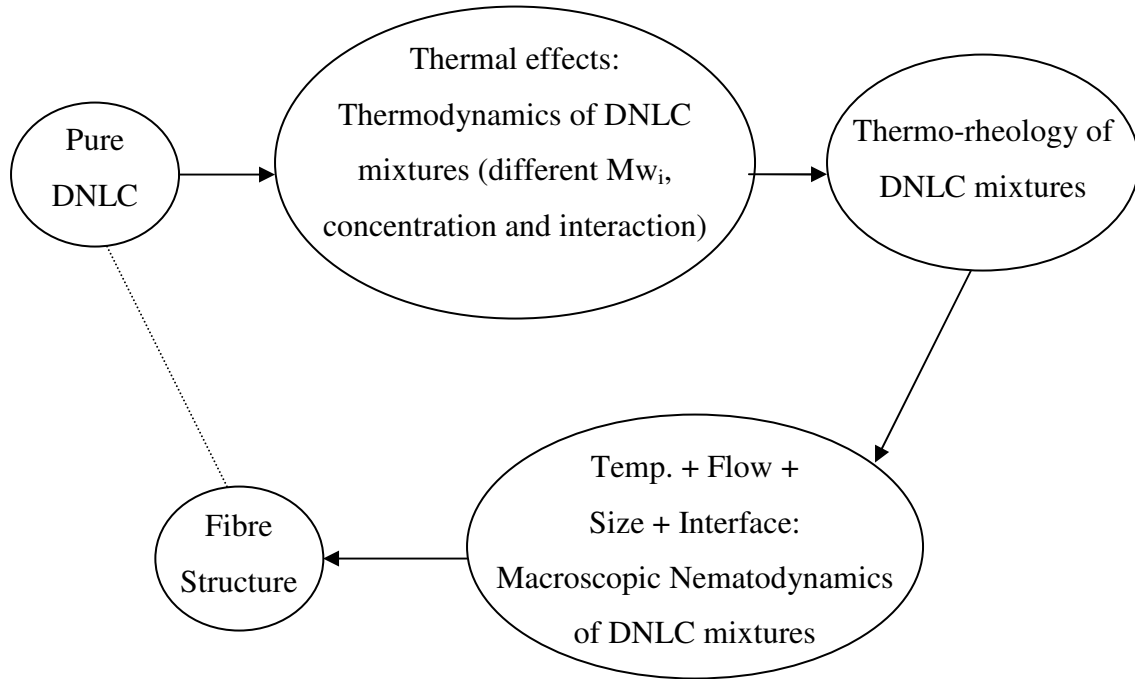 Pure
DNLC
Thermal effects:
Thermodynamics of DNLC
mixtures (different Mwᵢ,
concentration and interaction)
Thermo-rheology of
DNLC mixtures
Temp. + Flow +
Size + Interface:
Macroscopic Nematodynamics
of DNLC mixtures
Fibre
Structure